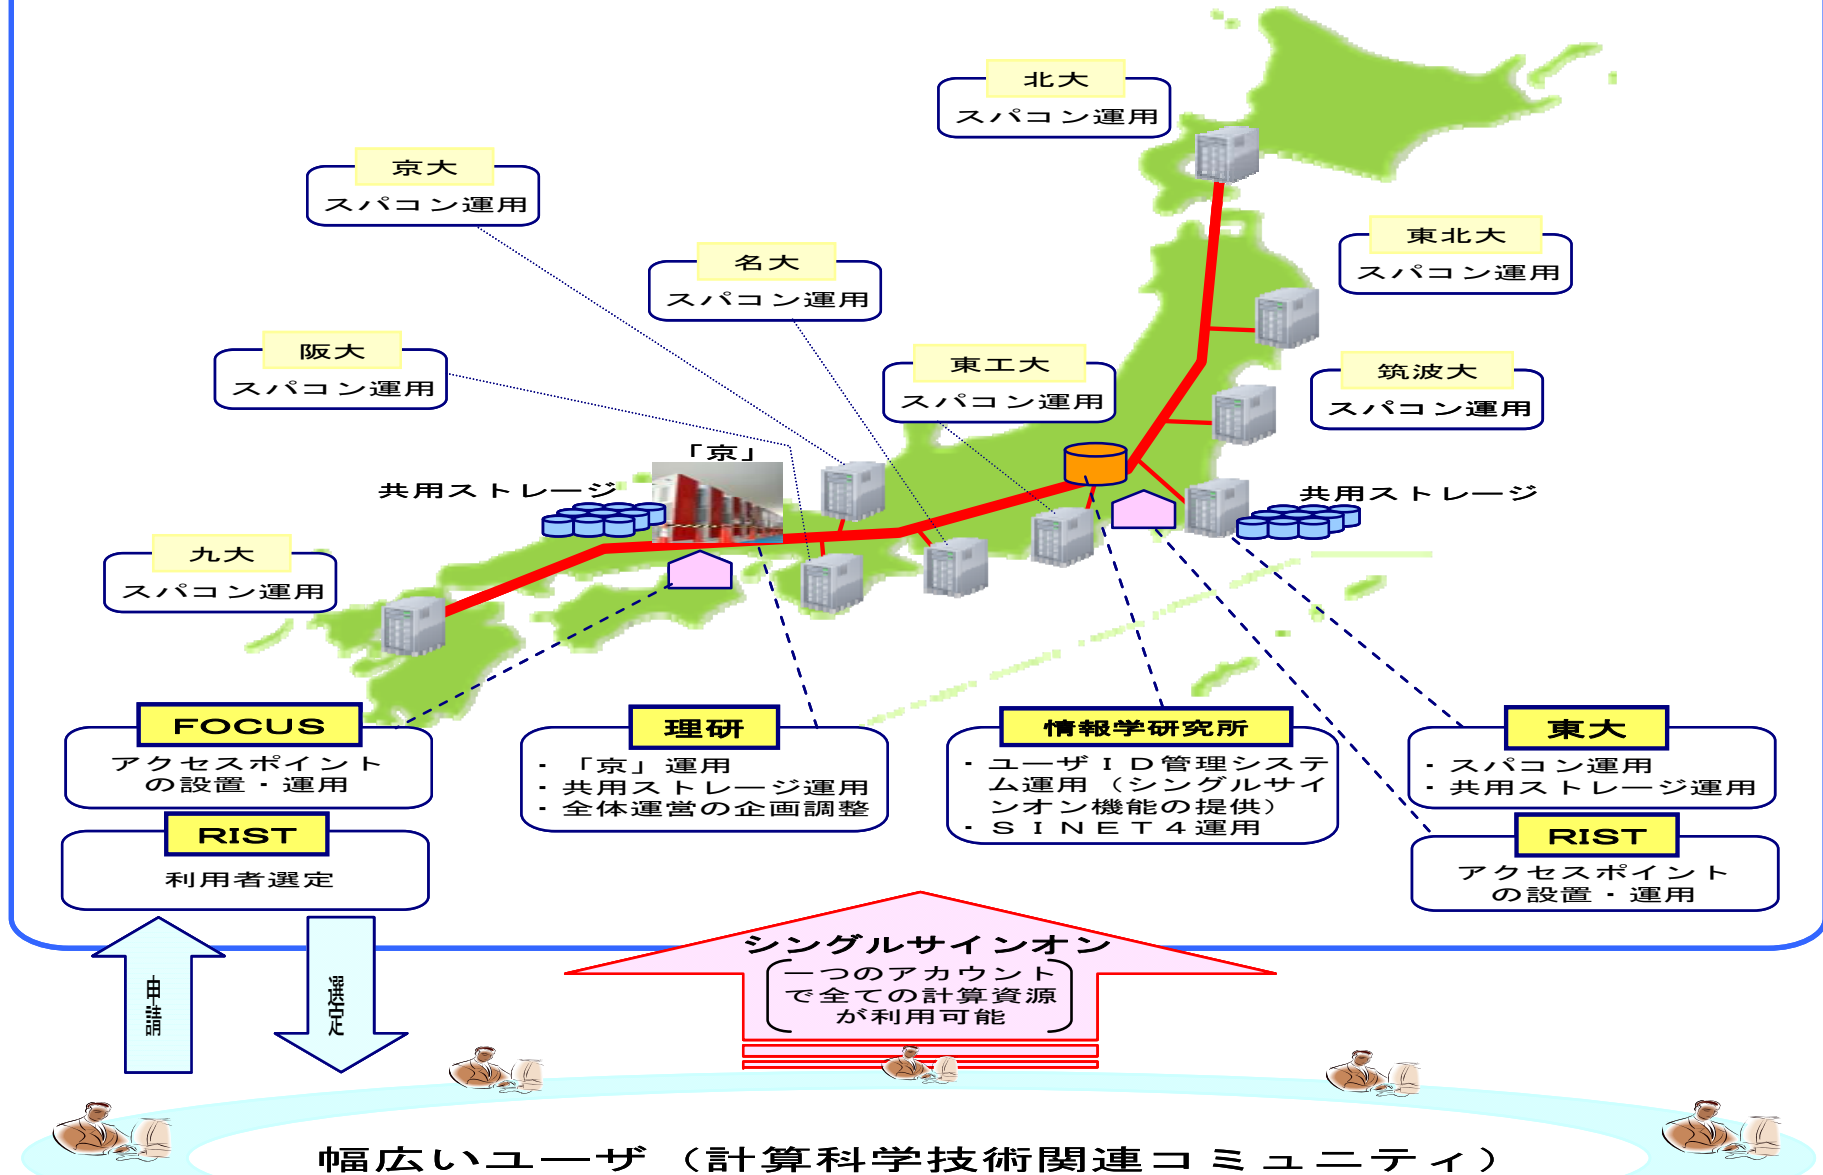 北大
スパコン運用
京大
スパコン運用
東北大
スパコン運用
名大
スパコン運用
阪大
スパコン運用
東工大
スパコン運用
筑波大
スパコン運用
「京」
共用ストレージ
共用ストレージ
九大
スパコン運用
FOCUS
アクセスポイント
の設置・運用
理研
・「京」運用
・共用ストレージ運用
・全体運営の企画調整
情報学研究所
・ユーザID管理システ
ム運用（シングルサイ
ンオン機能の提供）
・SINET4運用
東大
・スパコン運用
・共用ストレージ運用
RIST
利用者選定
RIST
アクセスポイント
の設置・運用
申請
選定
シングルサインオン
一つのアカウント
で全ての計算資源
が利用可能
幅広いユーザ（計算科学技術関連コミュニティ）